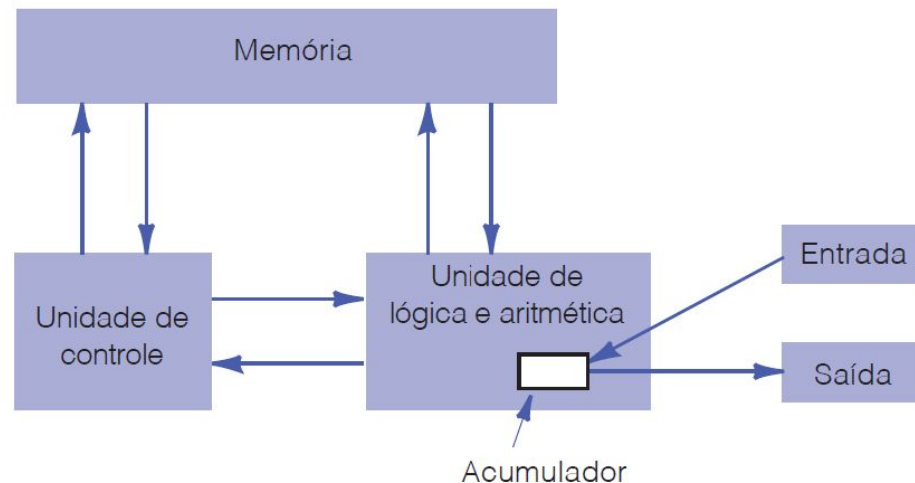 Memória
Unidade de
controle
Unidade de
lógica e aritmética
Entrada
Saída
Acumulador